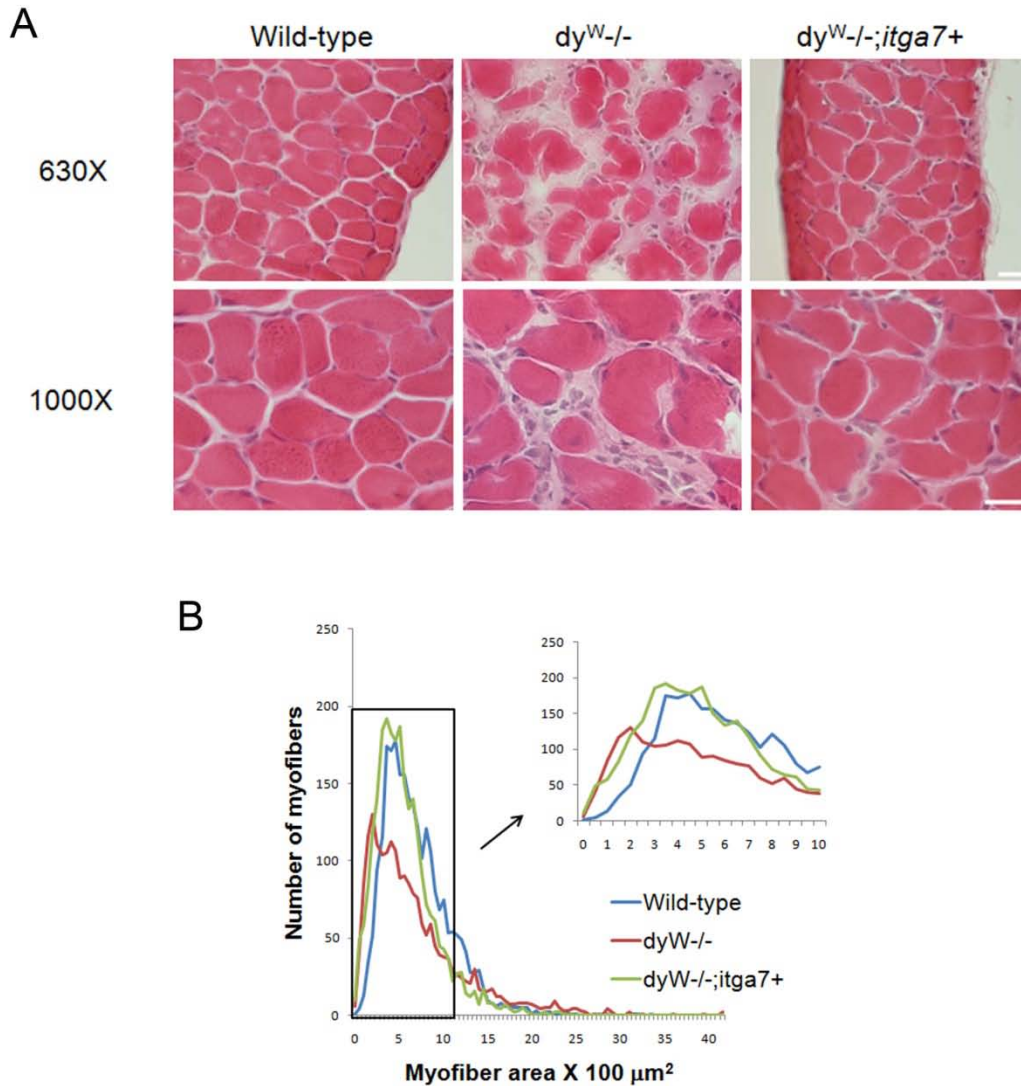 A
Wild-type
dyᵂ-/-
dyᵂ-/-;itga7+
630X
1000X
B
Number of myofibers
250
200
150
100
50
0
0 5 10 15 20 25 30 35 40
250
200
150
100
50
0
0 1 2 3 4 5 6 7 8 9 10
Wild-type
dyW-/-
dyW-/-;itga7+
Myofiber area X 100 μm²